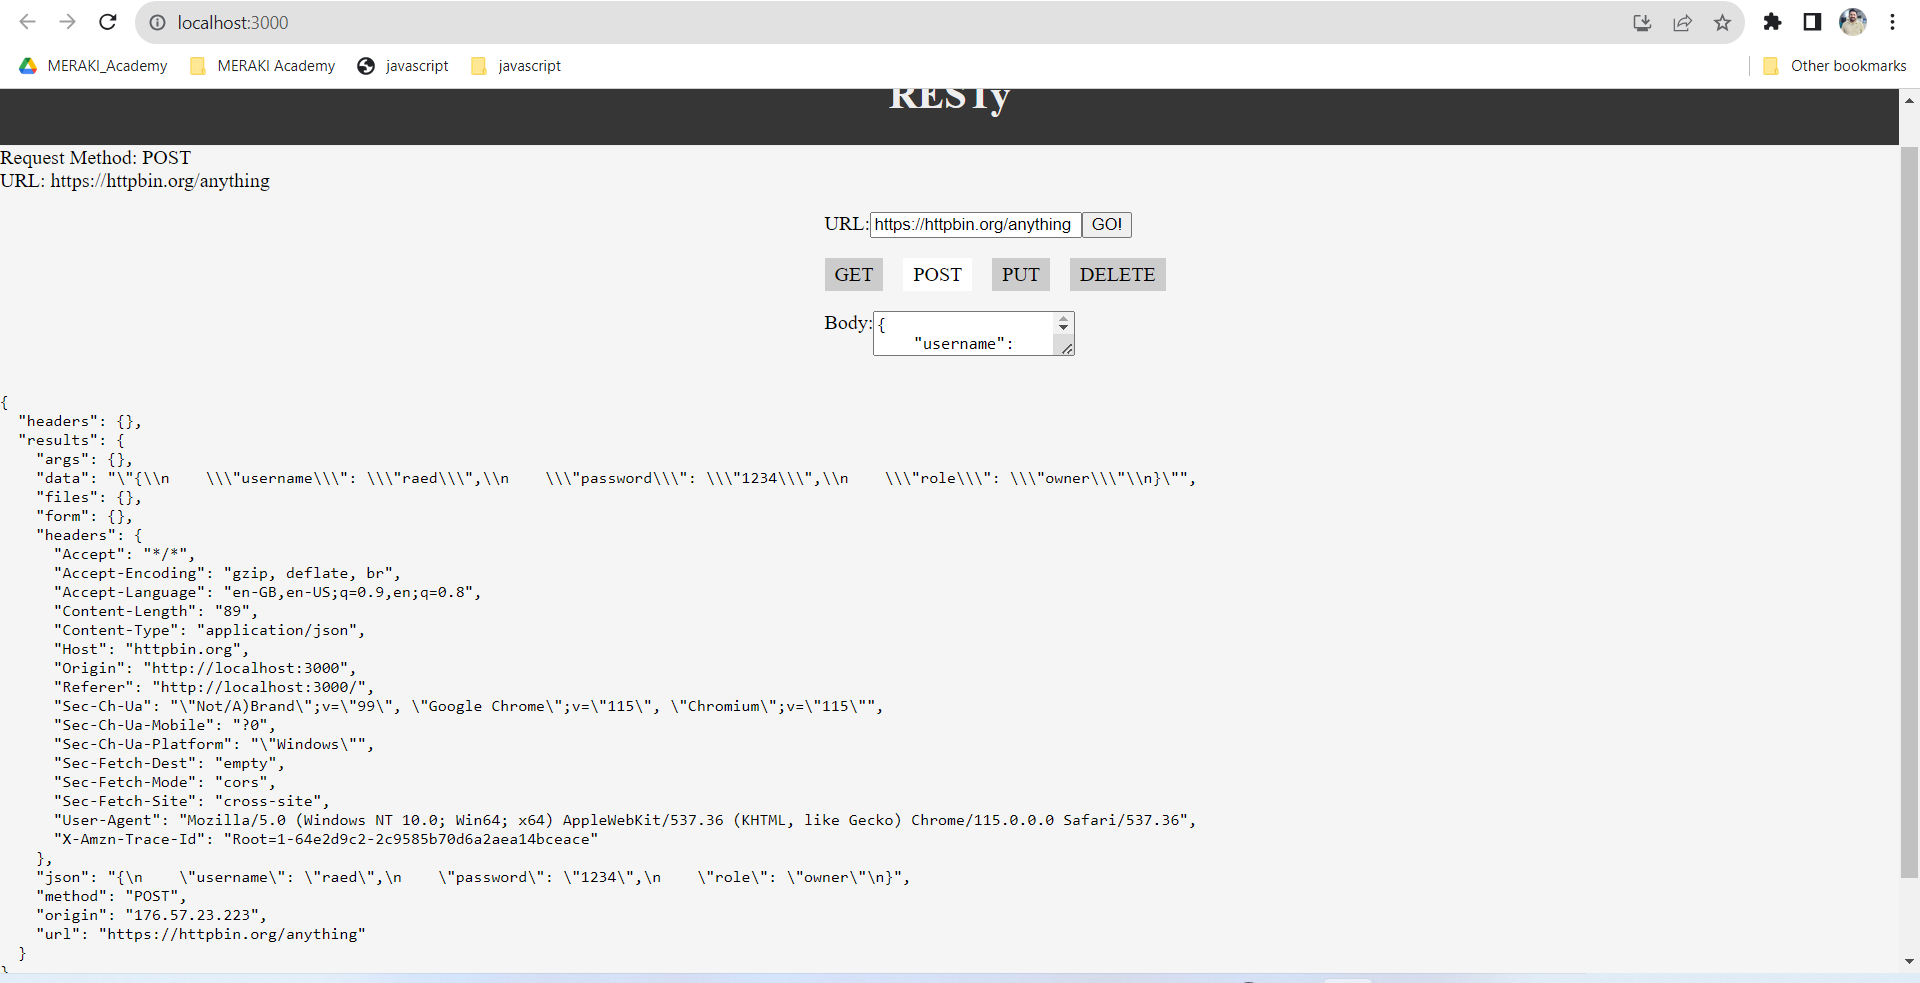 localhost:3000
MERAKI_Academy MERAKI Academy javascript javascript Other bookmarks
RESTy
Request Method: POST
URL: https://httpbin.org/anything
URL: https://httpbin.org/anything GO!
GET POST PUT DELETE
Body: {
"username":
{
  "headers": {},
  "results": {
    "args": {},
    "data": "\"{\\n    \\\"username\\\": \\\"raed\\\",\\n    \\\"password\\\": \\\"1234\\\",\\n    \\\"role\\\": \\\"owner\\\"\\n}\"",
    "files": {},
    "form": {},
    "headers": {
      "Accept": "*/*",
      "Accept-Encoding": "gzip, deflate, br",
      "Accept-Language": "en-GB,en-US;q=0.9,en;q=0.8",
      "Content-Length": "89",
      "Content-Type": "application/json",
      "Host": "httpbin.org",
      "Origin": "http://localhost:3000",
      "Referer": "http://localhost:3000/",
      "Sec-Ch-Ua": "\"Not/A)Brand\";v=\"99\", \"Google Chrome\";v=\"115\", \"Chromium\";v=\"115\"",
      "Sec-Ch-Ua-Mobile": "?0",
      "Sec-Ch-Ua-Platform": "\"Windows\"",
      "Sec-Fetch-Dest": "empty",
      "Sec-Fetch-Mode": "cors",
      "Sec-Fetch-Site": "cross-site",
      "User-Agent": "Mozilla/5.0 (Windows NT 10.0; Win64; x64) AppleWebKit/537.36 (KHTML, like Gecko) Chrome/115.0.0.0 Safari/537.36",
      "X-Amzn-Trace-Id": "Root=1-64e2d9c2-2c9585b70d6a2aea14bceace"
    },
    "json": "{\n    \"username\": \"raed\",\n    \"password\": \"1234\",\n    \"role\": \"owner\"\n}",
    "method": "POST",
    "origin": "176.57.23.223",
    "url": "https://httpbin.org/anything"
  }
}